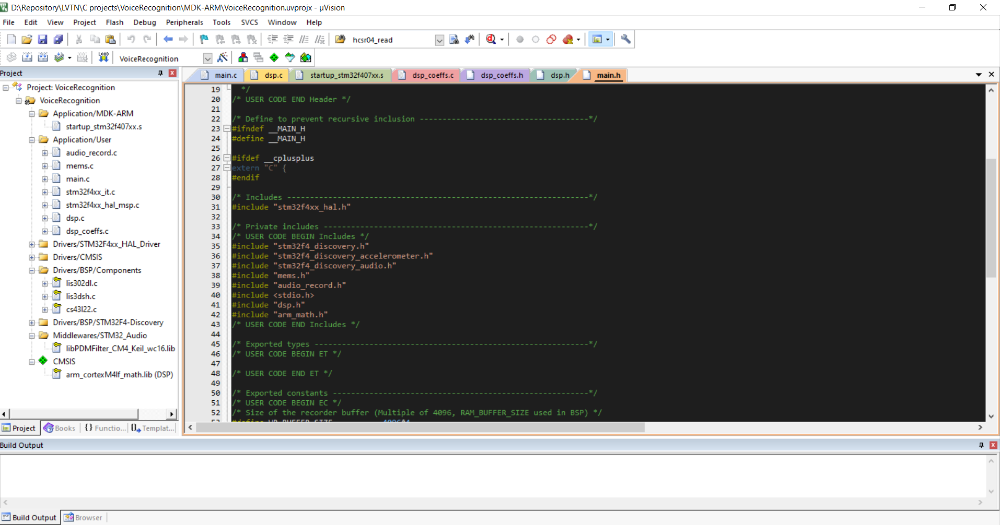 D:\Repository\LVTN\C projects\VoiceRecognition\MDK-ARM\VoiceRecognition.uvprojx - µVision
File Edit View Project Flash Debug Peripherals Tools SVCS Window Help
hcsr04_read
LOAD VoiceRecognition
Project
Project: VoiceRecognition
VoiceRecognition
Application/MDK-ARM
startup_stm32f407xx.s
Application/User
audio_record.c
mems.c
main.c
stm32f4xx_it.c
stm32f4xx_hal_msp.c
dsp.c
dsp_coeffs.c
Drivers/STM32F4xx_HAL_Driver
Drivers/CMSIS
Drivers/BSP/Components
lis302dl.c
lis3dsh.c
cs43l22.c
Drivers/BSP/STM32F4-Discovery
Middlewares/STM32_Audio
libPDMFilter_CM4_Keil_wc16.lib
CMSIS
arm_cortexM4lf_math.lib (DSP)
Project Books {} Functio... Templat...
main.c dsp.c startup_stm32f407xx.s dsp_coeffs.c dsp_coeffs.h dsp.h main.h
19 */
20 /* USER CODE END Header */
21
22 /* Define to prevent recursive inclusion -------------------------------------*/
23 #ifndef __MAIN_H
24 #define __MAIN_H
25
26 #ifdef __cplusplus
27 extern "C" {
28 #endif
29
30 /* Includes ------------------------------------------------------------------*/
31 #include "stm32f4xx_hal.h"
32
33 /* Private includes ----------------------------------------------------------*/
34 /* USER CODE BEGIN Includes */
35 #include "stm32f4_discovery.h"
36 #include "stm32f4_discovery_accelerometer.h"
37 #include "stm32f4_discovery_audio.h"
38 #include "mems.h"
39 #include "audio_record.h"
40 #include <stdio.h>
41 #include "dsp.h"
42 #include "arm_math.h"
43 /* USER CODE END Includes */
44
45 /* Exported types ------------------------------------------------------------*/
46 /* USER CODE BEGIN ET */
47
48 /* USER CODE END ET */
49
50 /* Exported constants --------------------------------------------------------*/
51 /* USER CODE BEGIN EC */
52 /* Size of the recorder buffer (Multiple of 4096, RAM_BUFFER_SIZE used in BSP) */
53 #define WR_BUFFER_SIZE 4096*4
Build Output
Build Output Browser